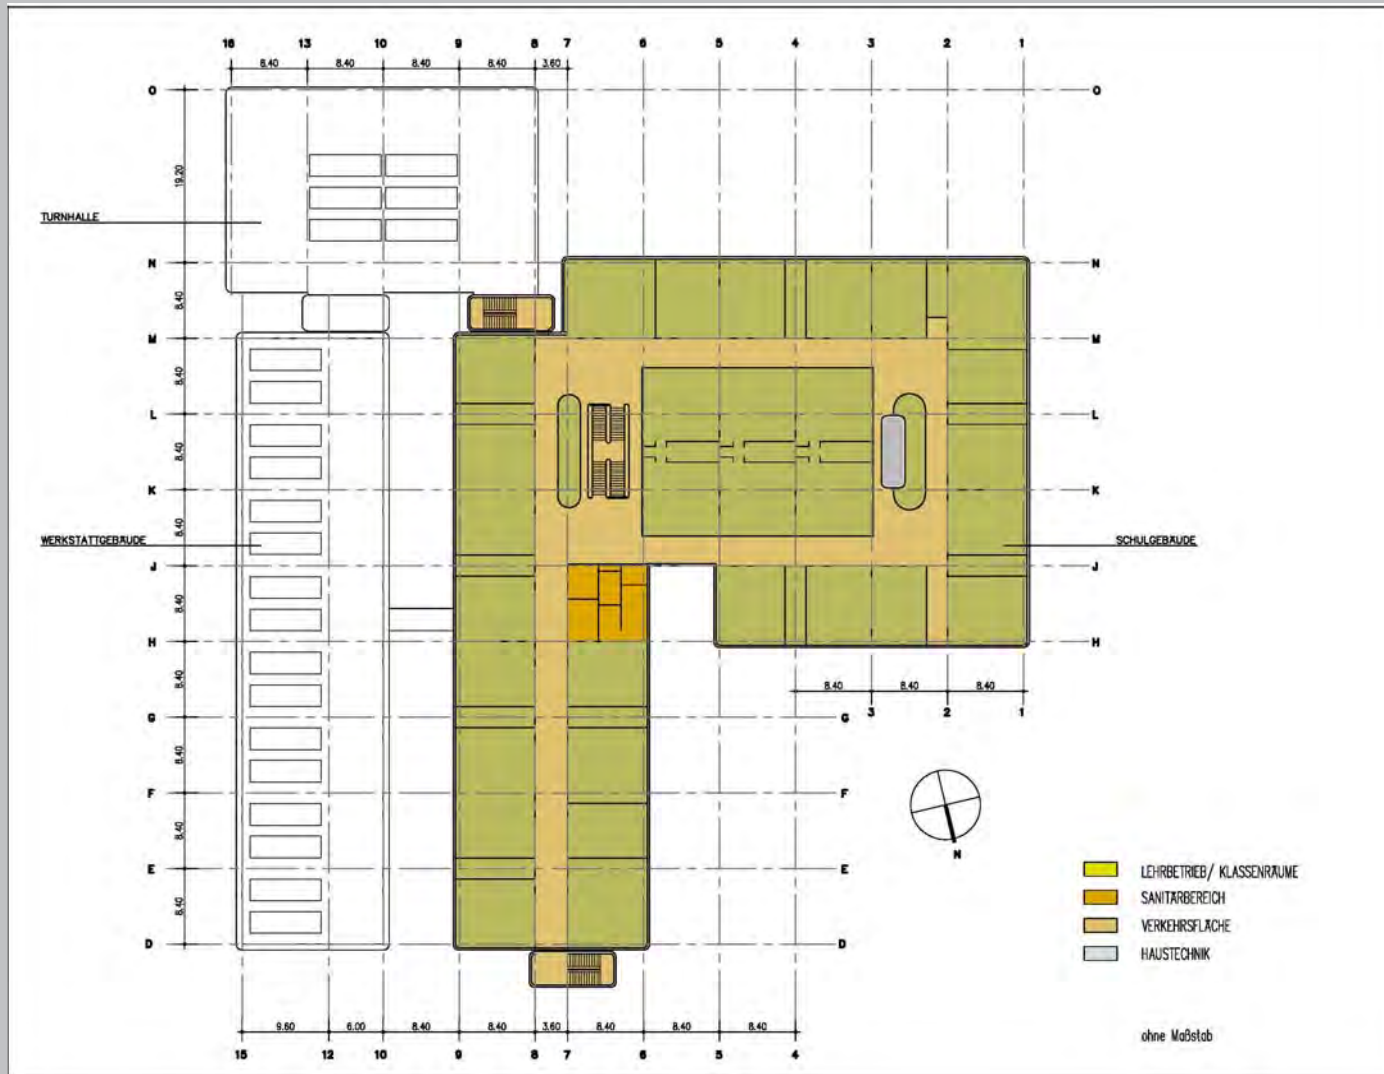 16 13 10 9 8 7 6 5 4 3 2 1
8.40 8.40 8.40 8.40 3.60
O O
19.20
TURNHALLE
N N
8.40
M M
8.40
L L
8.40
K K
8.40
WERKSTATTGEBÄUDE SCHULGEBÄUDE
J J
8.40
H H
8.40
8.40 8.40 8.40
3 2 1
G G
8.40
F F
8.40
E E
8.40
D D
N
LEHRBETRIEB/ KLASSENRÄUME
SANITÄRBEREICH
VERKEHRSFLÄCHE
HAUSTECHNIK
9.60 6.00 8.40 8.40 3.60 8.40 8.40 8.40
15 12 10 9 8 7 6 5 4
ohne Maßstab